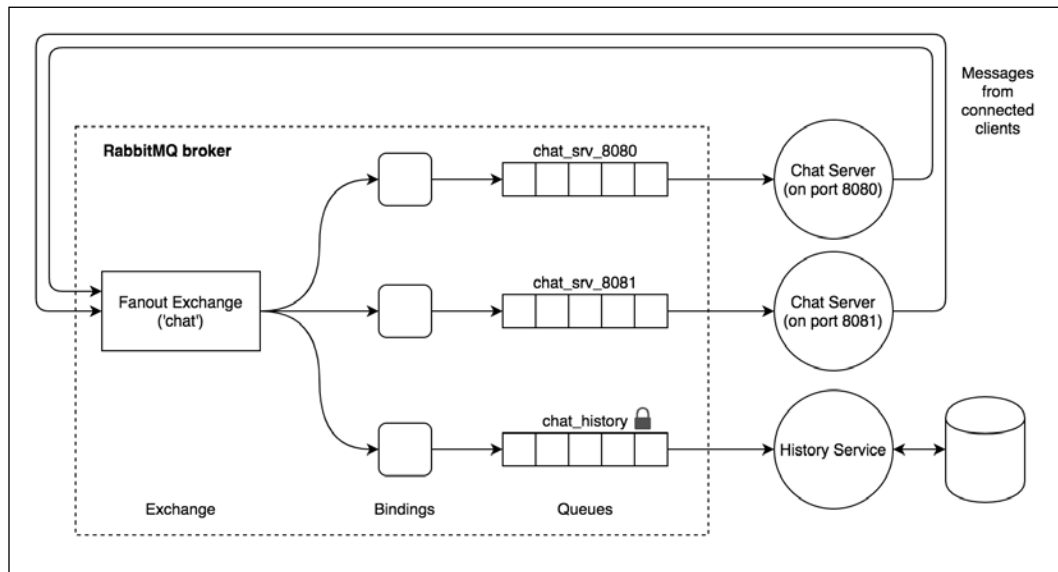 Messages
from
connected
clients
RabbitMQ broker
chat_srv_8080
Chat Server
(on port 8080)
Fanout Exchange
('chat')
chat_srv_8081
Chat Server
(on port 8081)
chat_history
History Service
Exchange
Bindings
Queues